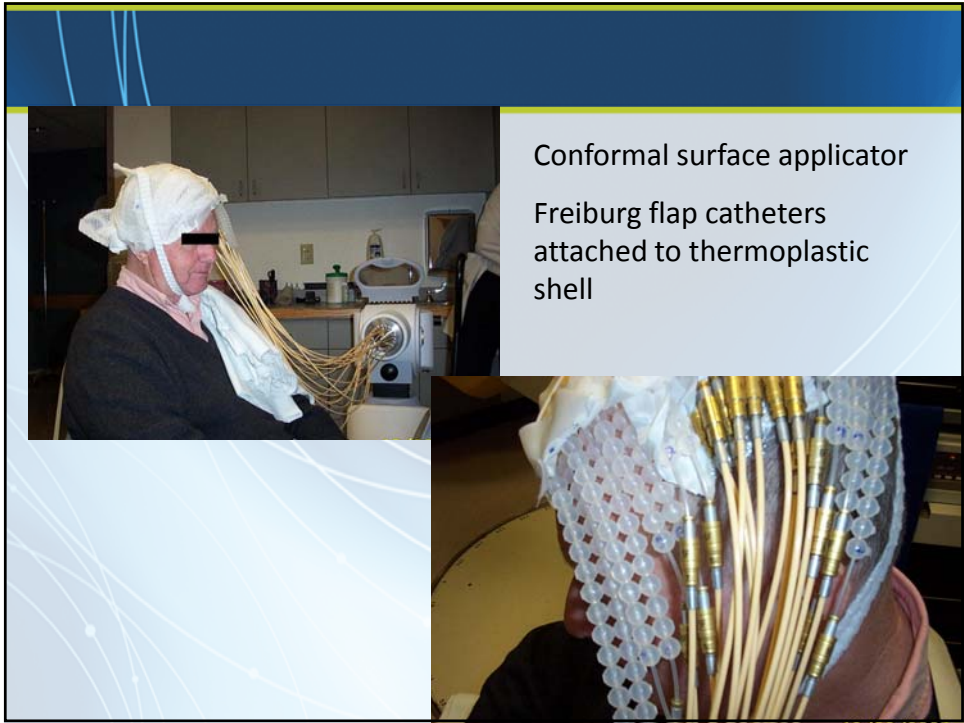 Conformal surface applicator
Freiburg flap catheters
attached to thermoplastic
shell